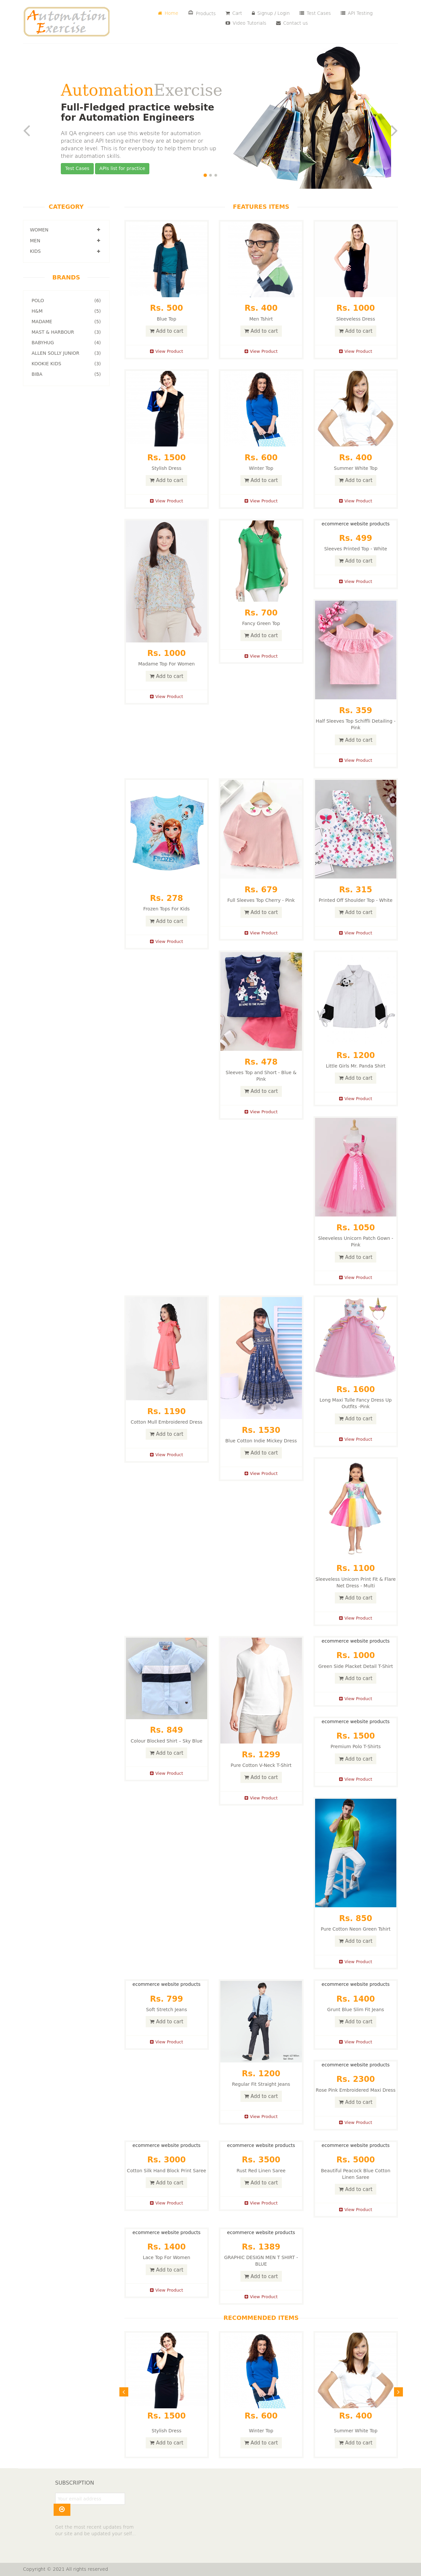 Automation
Exercise
Home
Products
Cart
Signup / Login
Test Cases
API Testing
Video Tutorials
Contact us
AutomationExercise
Full-Fledged practice website
for Automation Engineers
All QA engineers can use this website for automation
practice and API testing either they are at beginner or
advance level. This is for everybody to help them brush up
their automation skills.
Test Cases
APIs list for practice
CATEGORY
WOMEN
MEN
KIDS
BRANDS
POLO (6)
H&M (5)
MADAME (5)
MAST & HARBOUR (3)
BABYHUG (4)
ALLEN SOLLY JUNIOR (3)
KOOKIE KIDS (3)
BIBA (5)
FEATURES ITEMS
Rs. 500
Blue Top
Add to cart
View Product
Rs. 400
Men Tshirt
Add to cart
View Product
Rs. 1000
Sleeveless Dress
Add to cart
View Product
Rs. 1500
Stylish Dress
Add to cart
View Product
Rs. 600
Winter Top
Add to cart
View Product
Rs. 400
Summer White Top
Add to cart
View Product
Rs. 1000
Madame Top For Women
Add to cart
View Product
Rs. 700
Fancy Green Top
Add to cart
View Product
ecommerce website products
Rs. 499
Sleeves Printed Top - White
Add to cart
View Product
Rs. 359
Half Sleeves Top Schiffli Detailing -
Pink
Add to cart
View Product
Rs. 278
Frozen Tops For Kids
Add to cart
View Product
Rs. 679
Full Sleeves Top Cherry - Pink
Add to cart
View Product
Rs. 315
Printed Off Shoulder Top - White
Add to cart
View Product
Rs. 478
Sleeves Top and Short - Blue &
Pink
Add to cart
View Product
Rs. 1200
Little Girls Mr. Panda Shirt
Add to cart
View Product
Rs. 1050
Sleeveless Unicorn Patch Gown -
Pink
Add to cart
View Product
Rs. 1190
Cotton Mull Embroidered Dress
Add to cart
View Product
Rs. 1530
Blue Cotton Indie Mickey Dress
Add to cart
View Product
Rs. 1600
Long Maxi Tulle Fancy Dress Up
Outfits -Pink
Add to cart
View Product
Rs. 1100
Sleeveless Unicorn Print Fit & Flare
Net Dress - Multi
Add to cart
View Product
Rs. 849
Colour Blocked Shirt – Sky Blue
Add to cart
View Product
Rs. 1299
Pure Cotton V-Neck T-Shirt
Add to cart
View Product
ecommerce website products
Rs. 1000
Green Side Placket Detail T-Shirt
Add to cart
View Product
ecommerce website products
Rs. 1500
Premium Polo T-Shirts
Add to cart
View Product
Rs. 850
Pure Cotton Neon Green Tshirt
Add to cart
View Product
ecommerce website products
Rs. 799
Soft Stretch Jeans
Add to cart
View Product
Rs. 1200
Regular Fit Straight Jeans
Add to cart
View Product
ecommerce website products
Rs. 1400
Grunt Blue Slim Fit Jeans
Add to cart
View Product
ecommerce website products
Rs. 2300
Rose Pink Embroidered Maxi Dress
Add to cart
View Product
ecommerce website products
Rs. 3000
Cotton Silk Hand Block Print Saree
Add to cart
View Product
ecommerce website products
Rs. 3500
Rust Red Linen Saree
Add to cart
View Product
ecommerce website products
Rs. 5000
Beautiful Peacock Blue Cotton
Linen Saree
Add to cart
View Product
ecommerce website products
Rs. 1400
Lace Top For Women
Add to cart
View Product
ecommerce website products
Rs. 1389
GRAPHIC DESIGN MEN T SHIRT -
BLUE
Add to cart
View Product
RECOMMENDED ITEMS
Rs. 1500
Stylish Dress
Add to cart
Rs. 600
Winter Top
Add to cart
Rs. 400
Summer White Top
Add to cart
SUBSCRIPTION
Your email address
Get the most recent updates from
our site and be updated your self...
Copyright © 2021 All rights reserved